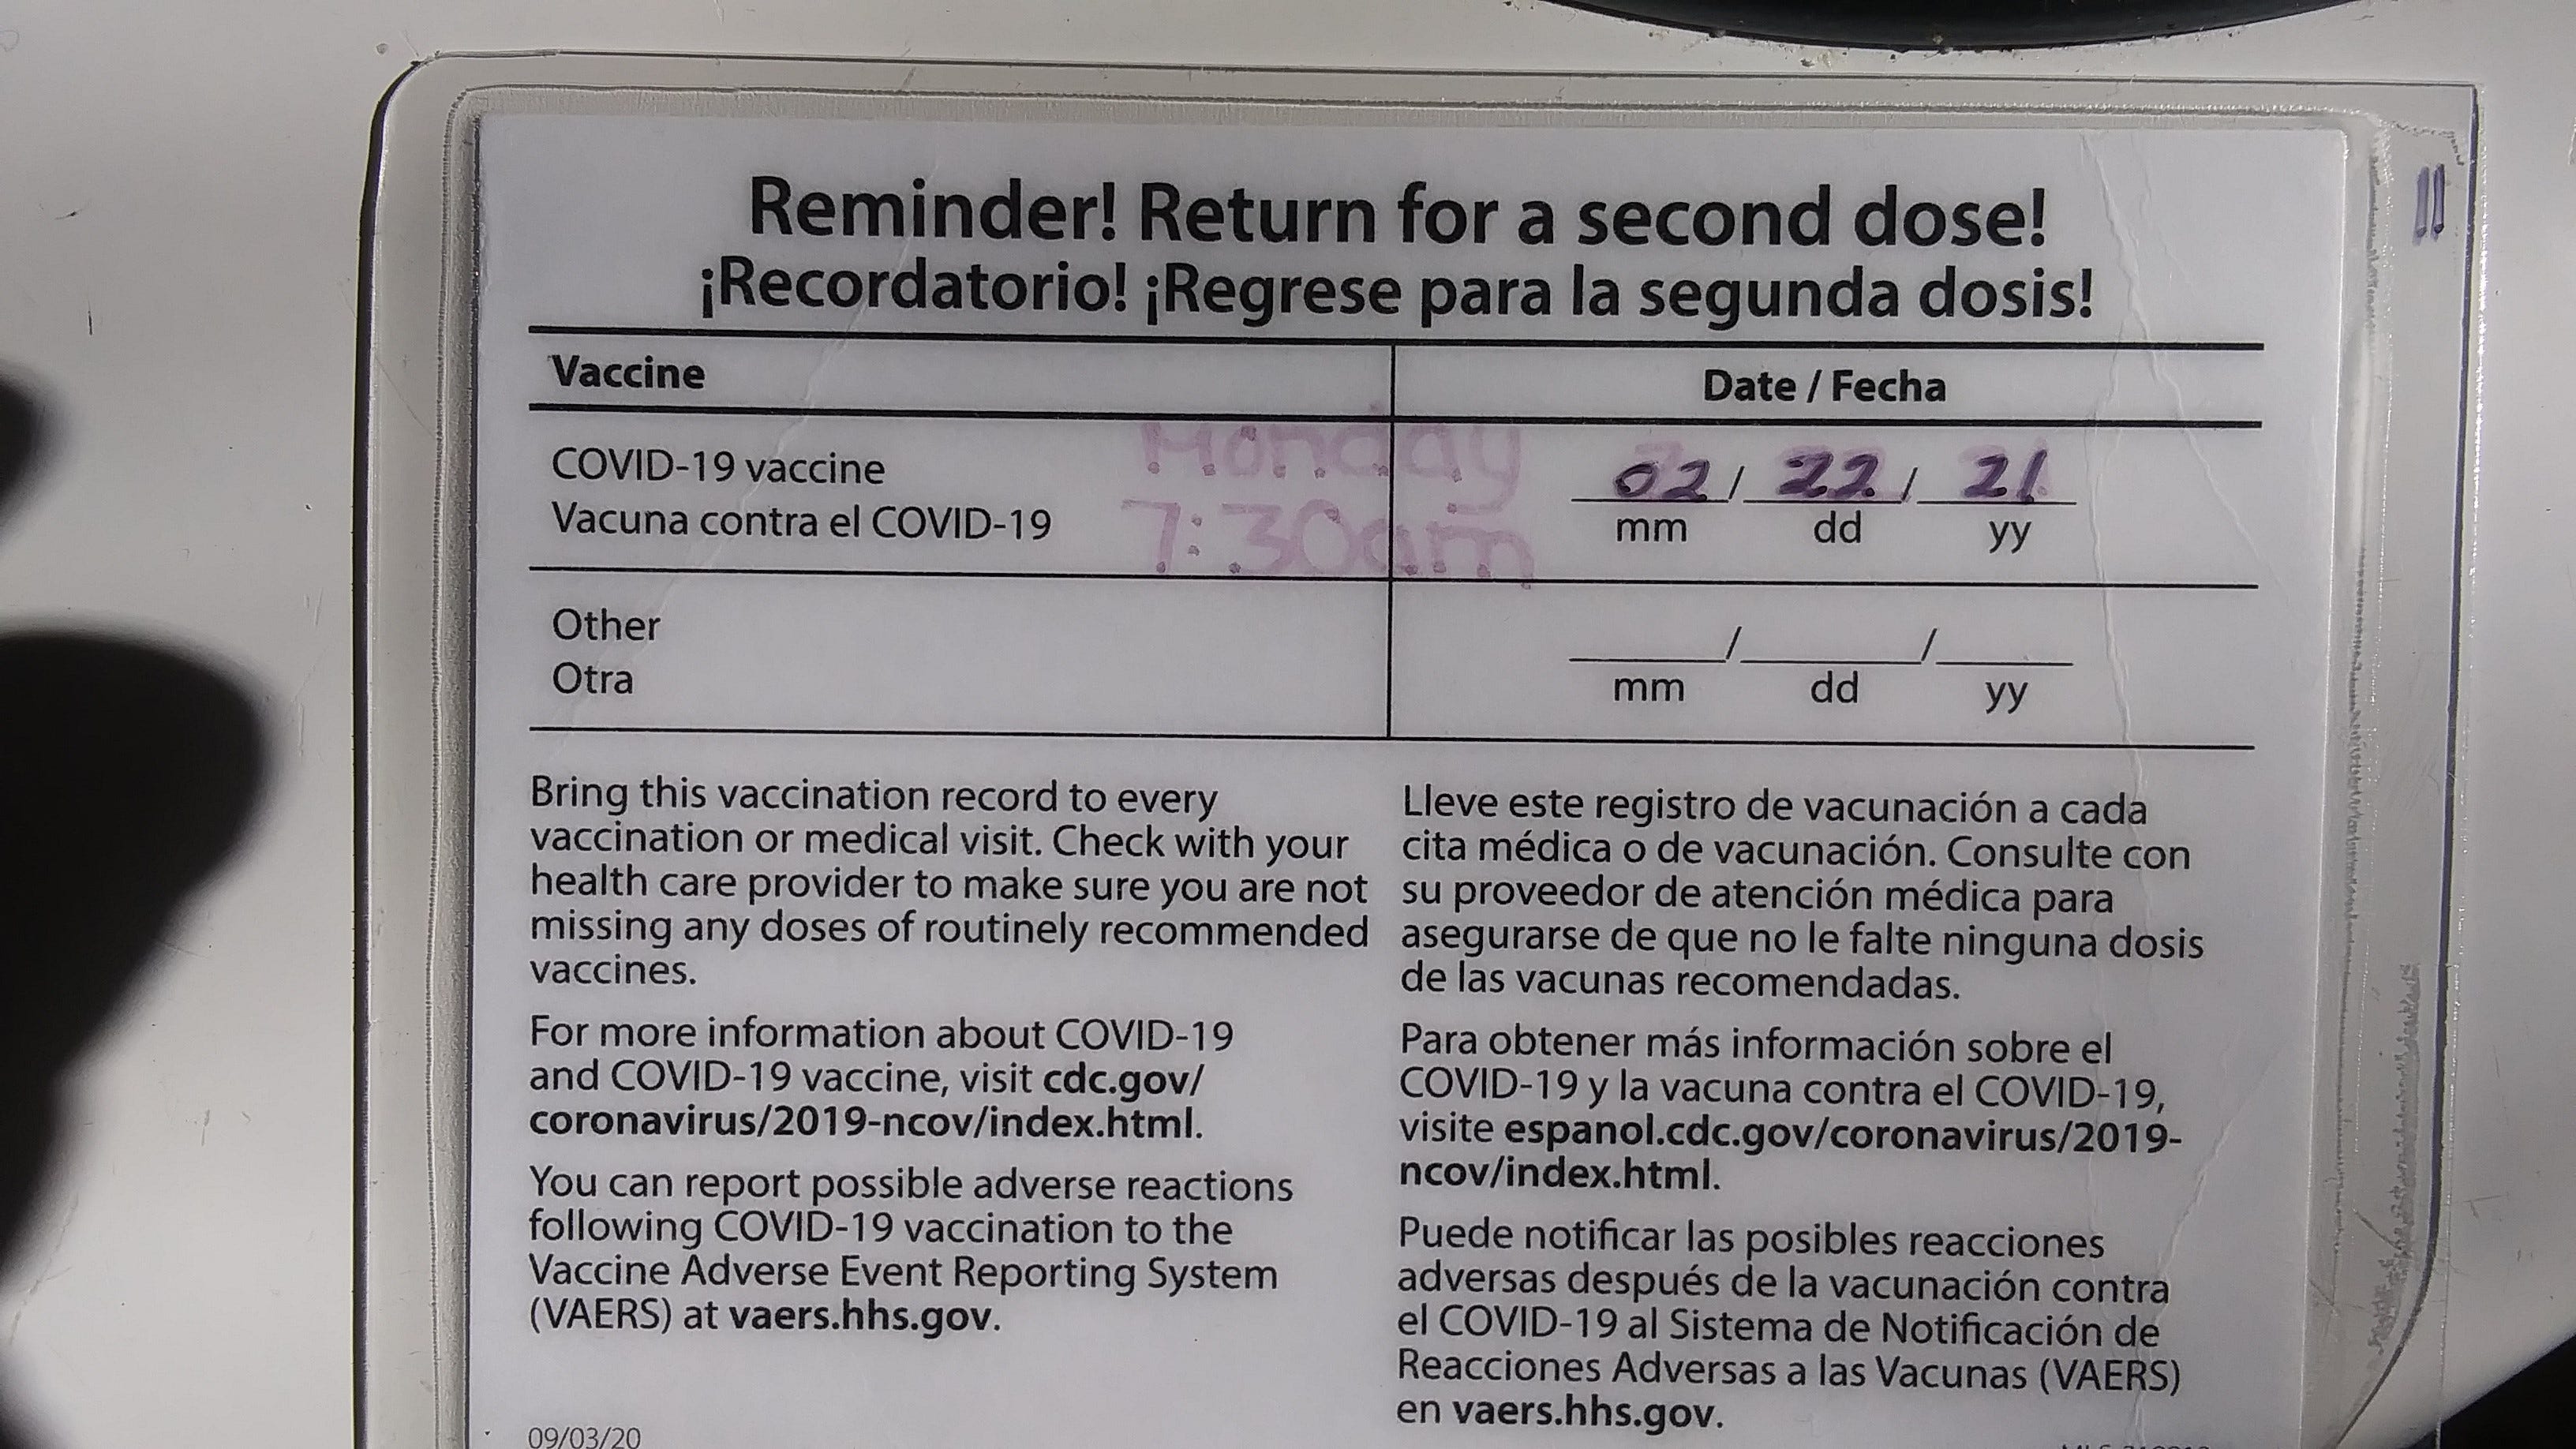 Reminder! Return for a second dose!
¡Recordatorio! ¡Regrese para la segunda dosis!
Vaccine
Date / Fecha
COVID-19 vaccine
Vacuna contra el COVID-19
Monday
7:30am
02 / 22 / 21
mm dd yy
Other
Otra
___/___/___
mm dd yy
Bring this vaccination record to every
vaccination or medical visit. Check with your
health care provider to make sure you are not
missing any doses of routinely recommended
vaccines.
For more information about COVID-19
and COVID-19 vaccine, visit cdc.gov/
coronavirus/2019-ncov/index.html.
You can report possible adverse reactions
following COVID-19 vaccination to the
Vaccine Adverse Event Reporting System
(VAERS) at vaers.hhs.gov.
09/03/20
Lleve este registro de vacunación a cada
cita médica o de vacunación. Consulte con
su proveedor de atención médica para
asegurarse de que no le falte ninguna dosis
de las vacunas recomendadas.
Para obtener más información sobre el
COVID-19 y la vacuna contra el COVID-19,
visite espanol.cdc.gov/coronavirus/2019-
ncov/index.html.
Puede notificar las posibles reacciones
adversas después de la vacunación contra
el COVID-19 al Sistema de Notificación de
Reacciones Adversas a las Vacunas (VAERS)
en vaers.hhs.gov.